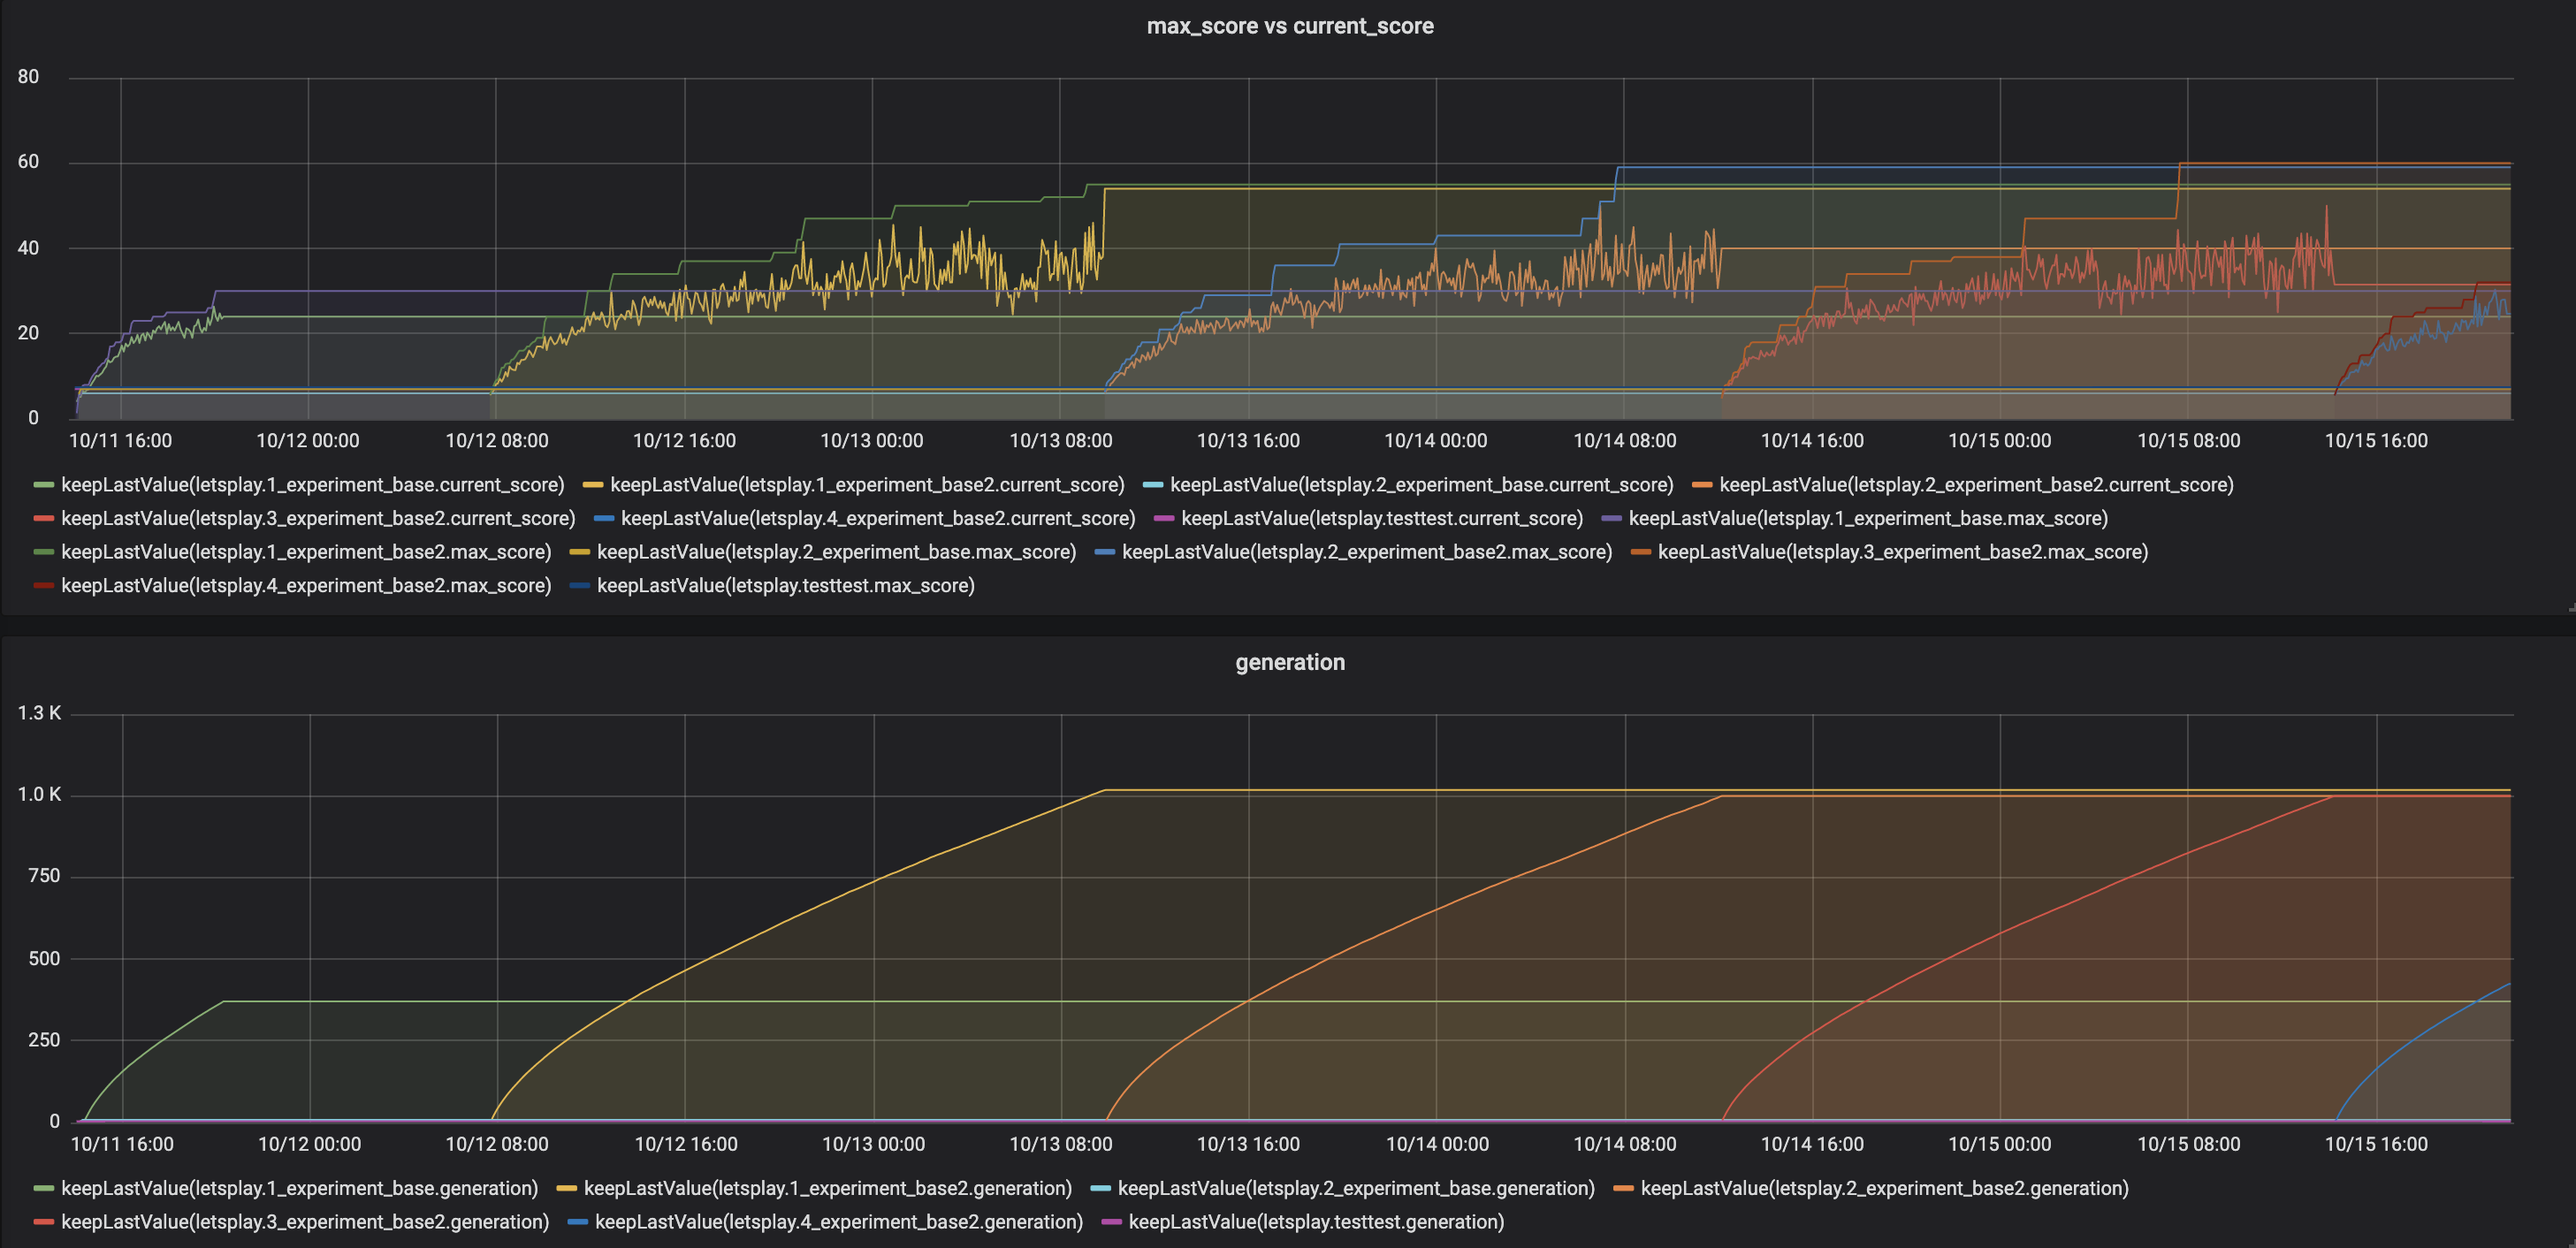 max_score vs current_score
80
60
40
20
0
10/11 16:00 10/12 00:00 10/12 08:00 10/12 16:00 10/13 00:00 10/13 08:00 10/13 16:00 10/14 00:00 10/14 08:00 10/14 16:00 10/15 00:00 10/15 08:00 10/15 16:00
keepLastValue(letsplay.1_experiment_base.current_score) keepLastValue(letsplay.1_experiment_base2.current_score) keepLastValue(letsplay.2_experiment_base.current_score) keepLastValue(letsplay.2_experiment_base2.current_score)
keepLastValue(letsplay.3_experiment_base2.current_score) keepLastValue(letsplay.4_experiment_base2.current_score) keepLastValue(letsplay.testtest.current_score) keepLastValue(letsplay.1_experiment_base.max_score)
keepLastValue(letsplay.1_experiment_base2.max_score) keepLastValue(letsplay.2_experiment_base.max_score) keepLastValue(letsplay.2_experiment_base2.max_score) keepLastValue(letsplay.3_experiment_base2.max_score)
keepLastValue(letsplay.4_experiment_base2.max_score) keepLastValue(letsplay.testtest.max_score)
generation
1.3 K
1.0 K
750
500
250
0
10/11 16:00 10/12 00:00 10/12 08:00 10/12 16:00 10/13 00:00 10/13 08:00 10/13 16:00 10/14 00:00 10/14 08:00 10/14 16:00 10/15 00:00 10/15 08:00 10/15 16:00
keepLastValue(letsplay.1_experiment_base.generation) keepLastValue(letsplay.1_experiment_base2.generation) keepLastValue(letsplay.2_experiment_base.generation) keepLastValue(letsplay.2_experiment_base2.generation)
keepLastValue(letsplay.3_experiment_base2.generation) keepLastValue(letsplay.4_experiment_base2.generation) keepLastValue(letsplay.testtest.generation)